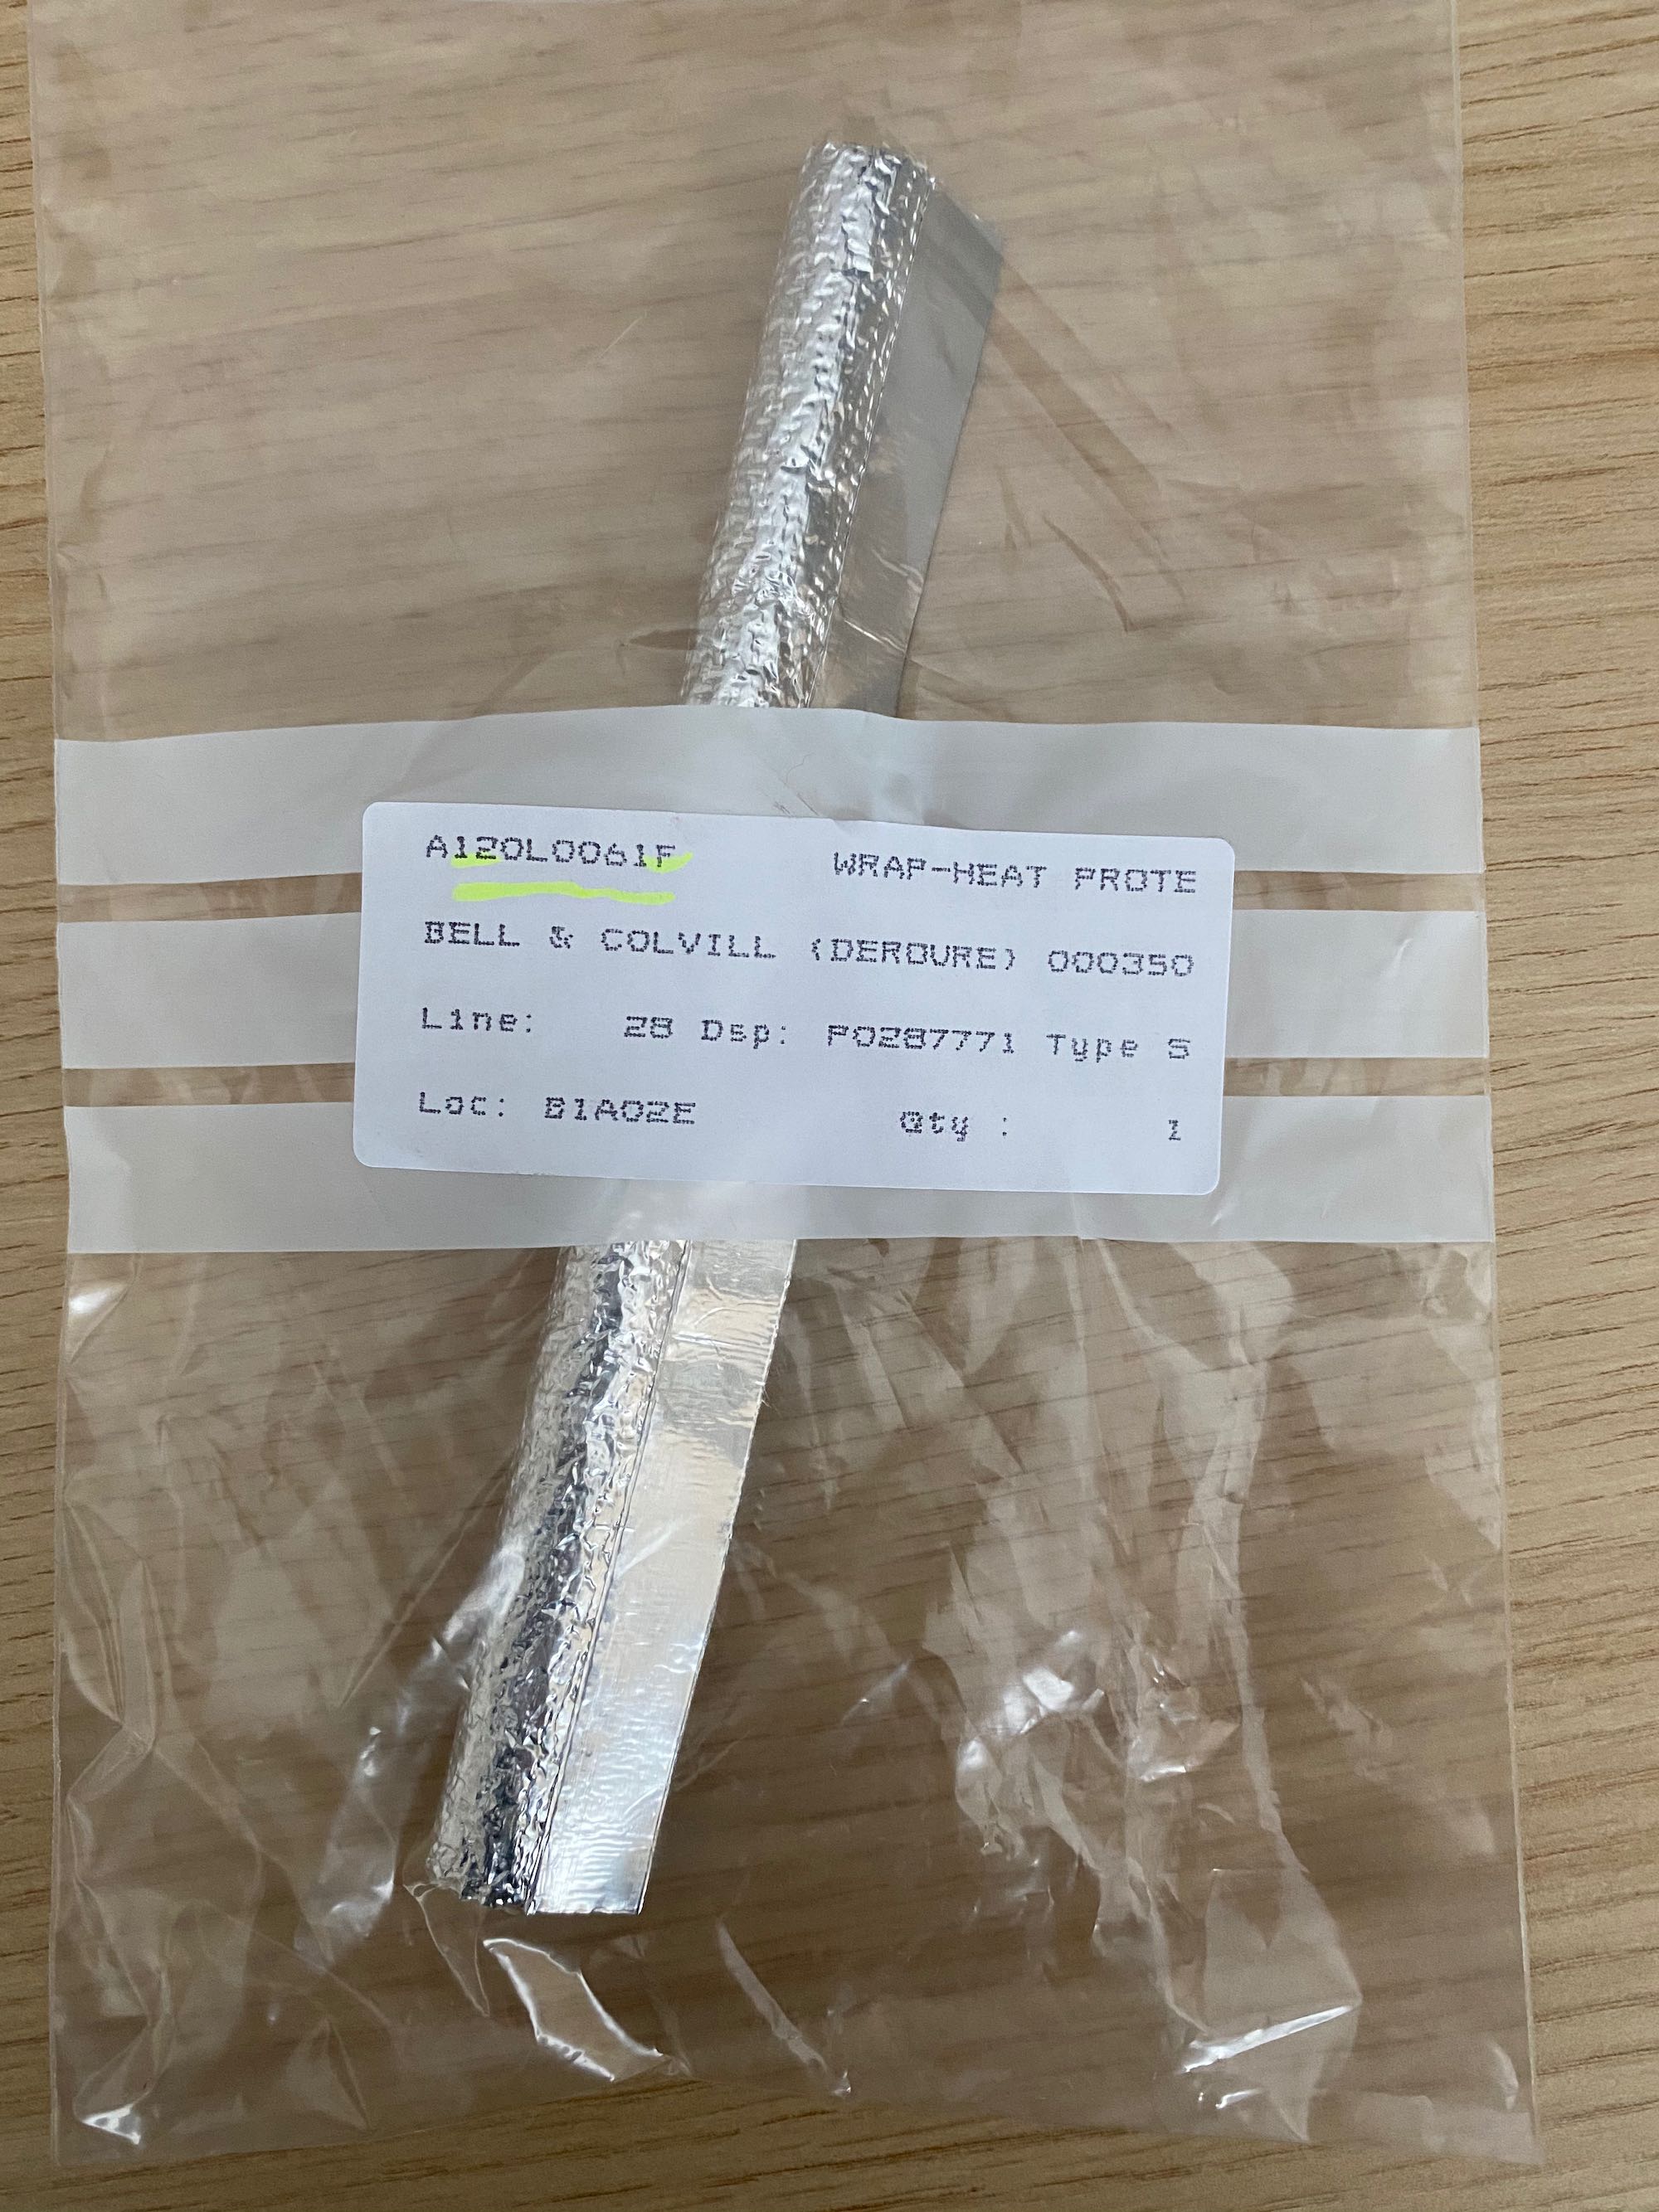 A120L0061F WRAP-HEAT PROTE
BELL & COLVILL (DEROURE) 000350
Line: 28 Dsp: P0287771 Type S
Loc: B1A02E Qty : 1